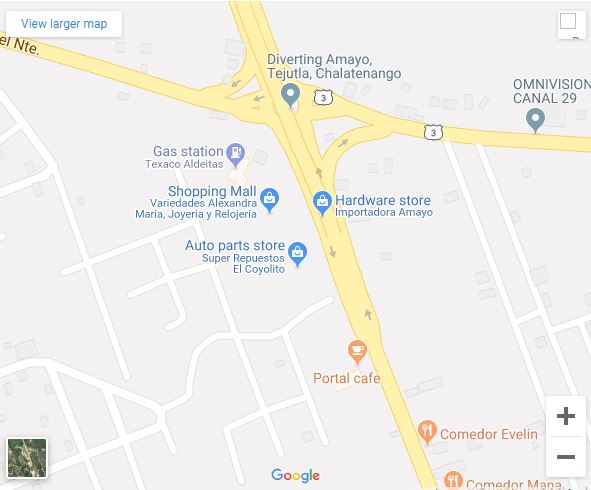 View larger map
el Nte.
Diverting Amayo,
Tejutla, Chalatenango
3
OMNIVISION
CANAL 29
3
Gas station
Texaco Aldeitas
Shopping Mall
Variedades Alexandra
Maria, Joyeria y Relojeria
Hardware store
Importadora Amayo
Auto parts store
Super Repuestos
El Coyolito
Portal cafe
Comedor Evelin
Comedor Mana
Google